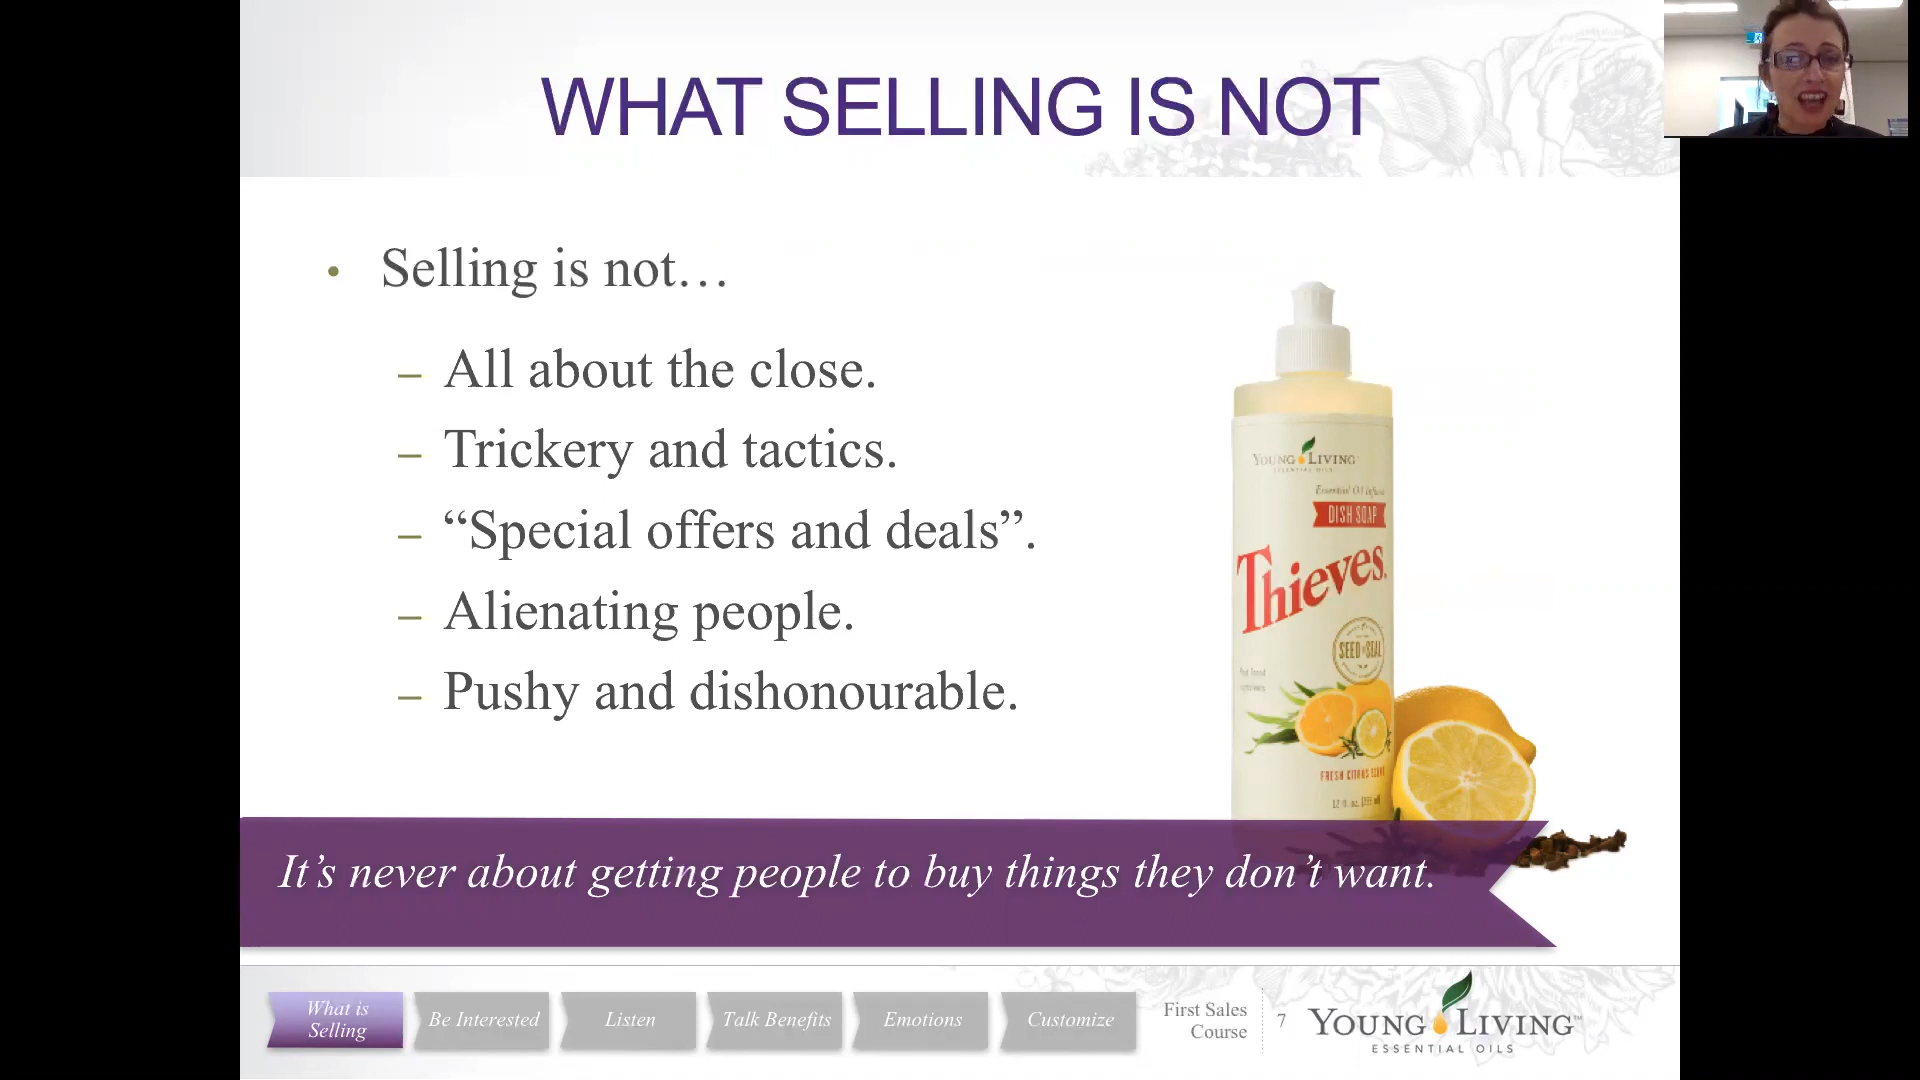 WHAT SELLING IS NOT
• Selling is not…
– All about the close.
– Trickery and tactics.
– “Special offers and deals”.
– Alienating people.
– Pushy and dishonourable.
YOUNG LIVING
ESSENTIAL OILS
Essential Oil Infused
DISH SOAP
Thieves.
SEED TO SEAL
FRESH CITRUS SCENT
It’s never about getting people to buy things they don’t want.
What is
Selling
Be Interested
Listen
Talk Benefits
Emotions
Customize
First Sales
Course
7
YOUNG LIVING™
ESSENTIAL OILS